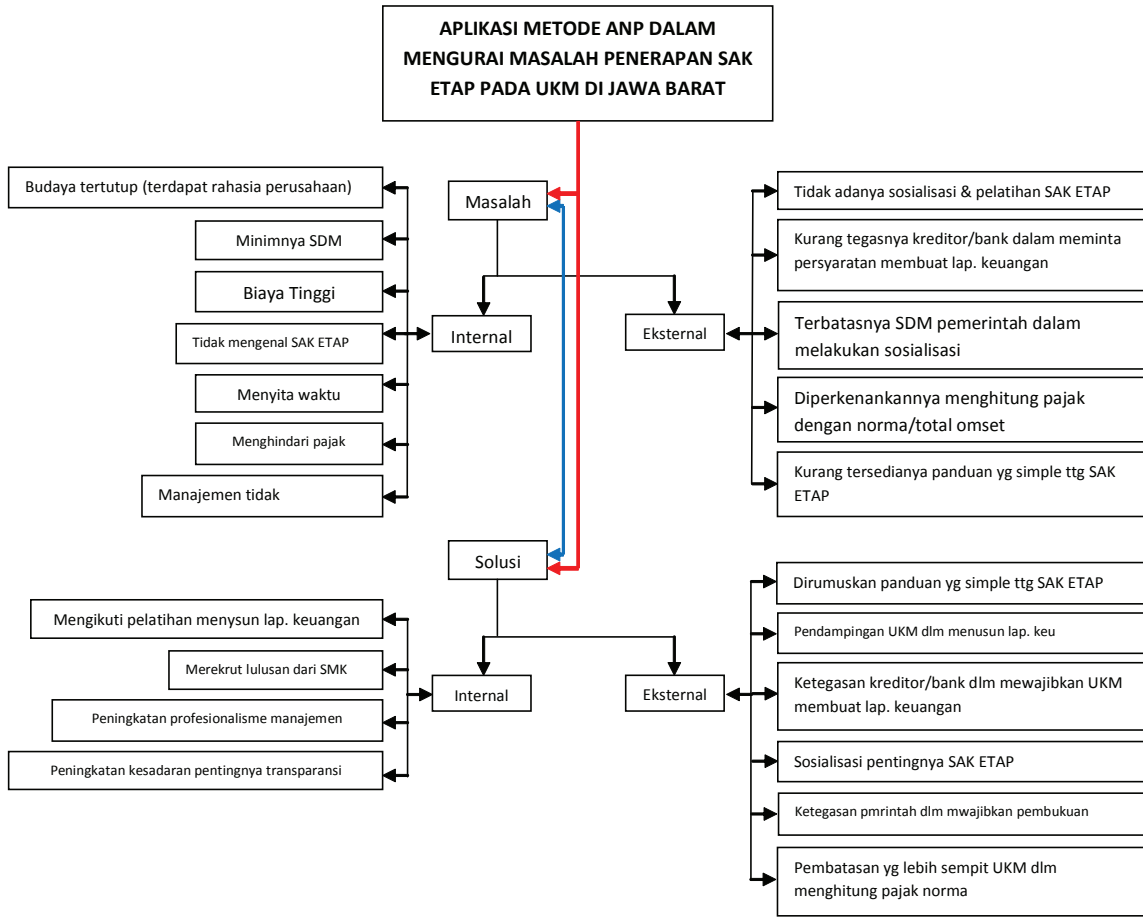 APLIKASI METODE ANP DALAM
MENGURAI MASALAH PENERAPAN SAK
ETAP PADA UKM DI JAWA BARAT
Masalah
Budaya tertutup (terdapat rahasia perusahaan)
Minimnya SDM
Biaya Tinggi
Tidak mengenal SAK ETAP
Menyita waktu
Menghindari pajak
Manajemen tidak
Internal
Eksternal
Tidak adanya sosialisasi & pelatihan SAK ETAP
Kurang tegasnya kreditor/bank dalam meminta
persyaratan membuat lap. keuangan
Terbatasnya SDM pemerintah dalam
melakukan sosialisasi
Diperkenankannya menghitung pajak
dengan norma/total omset
Kurang tersedianya panduan yg simple ttg SAK
ETAP
Solusi
Mengikuti pelatihan menysun lap. keuangan
Merekrut lulusan dari SMK
Peningkatan profesionalisme manajemen
Peningkatan kesadaran pentingnya transparansi
Internal
Eksternal
Dirumuskan panduan yg simple ttg SAK ETAP
Pendampingan UKM dlm menusun lap. keu
Ketegasan kreditor/bank dlm mewajibkan UKM
membuat lap. keuangan
Sosialisasi pentingnya SAK ETAP
Ketegasan pmrintah dlm mwajibkan pembukuan
Pembatasan yg lebih sempit UKM dlm
menghitung pajak norma